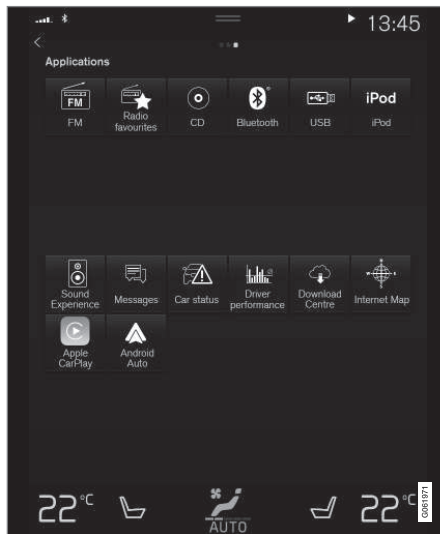 13:45
Applications
FM
iPod
FM
Radio
favourites
CD
Bluetooth
USB
iPod
Sound
Experience
Messages
Car status
Driver
performance
Download
Centre
Internet Map
Apple
CarPlay
Android
Auto
22°C
AUTO
22°C
G061971